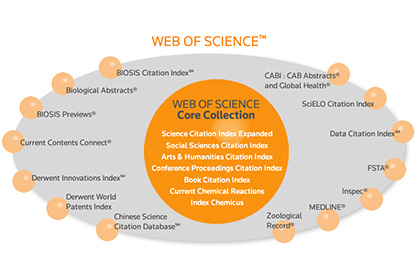 WEB OF SCIENCE™
BIOSIS Citation Index℠
Biological Abstracts®
BIOSIS Previews®
Current Contents Connect®
Derwent Innovations Index℠
Derwent World
Patents Index
Chinese Science
Citation Database℠
WEB OF SCIENCE
Core Collection
Science Citation Index Expanded
Social Sciences Citation Index
Arts & Humanities Citation Index
Conference Proceedings Citation Index
Book Citation Index
Current Chemical Reactions
Index Chemicus
CABI : CAB Abstracts®
and Global Health®
SciELO Citation Index
Data Citation Index℠
FSTA®
Inspec®
MEDLINE®
Zoological
Record®